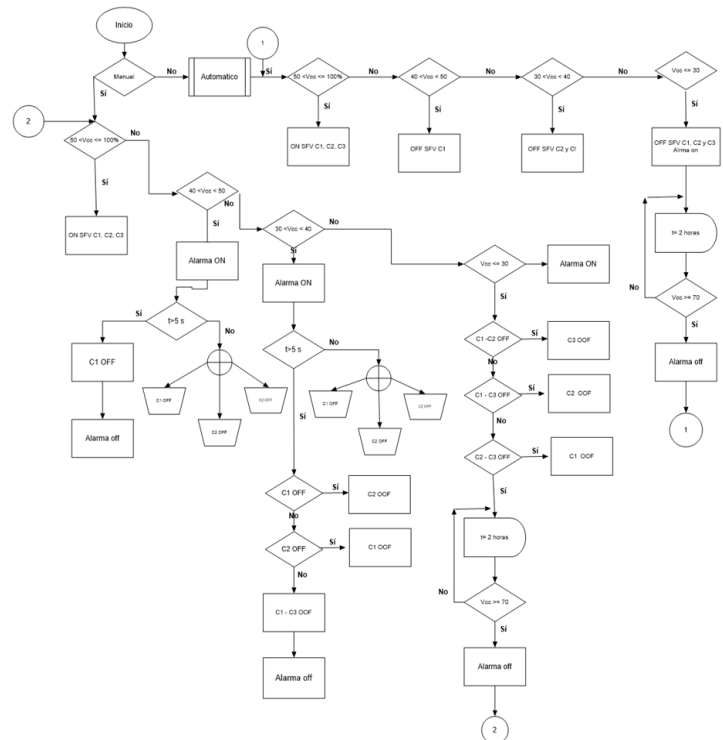 Inicio
Manual
Sí
No
Automatico
1
Sí
50 <Vcc <= 100%
No
Sí
ON SFV C1, C2, C3
40 <Vcc < 50
No
Sí
OFF SFV C1
30 <Vcc < 40
No
Sí
OFF SFV C2 y C!
Vcc <= 30
Sí
OFF SFV C1, C2 y C3
Alrma on
t= 2 horas
No
Vcc >= 70
Sí
Alarma off
1
2
50 <Vcc <= 100%
No
Sí
ON SFV C1, C2, C3
40 <Vcc < 50
No
Sí
Alarma ON
Sí
t>5 s
No
C1 OFF
Alarma off
C1 OFF
C2 OFF
C2 OFF
30 <Vcc < 40
No
Sí
Alarma ON
t>5 s
No
Sí
C1 OFF
C2 OFF
C2 OFF
C1 OFF
Sí
C2 OOF
No
C2 OFF
Sí
C1 OOF
No
C1 - C3 OOF
Alarma off
Vcc <= 30
Alarma ON
Sí
C1 -C2 OFF
Sí
C3 OOF
No
C1 - C3 OFF
Sí
C2 OOF
No
C2 - C3 OFF
Sí
C1 OOF
Sí
t= 2 horas
No
Vcc >= 70
Sí
Alarma off
2